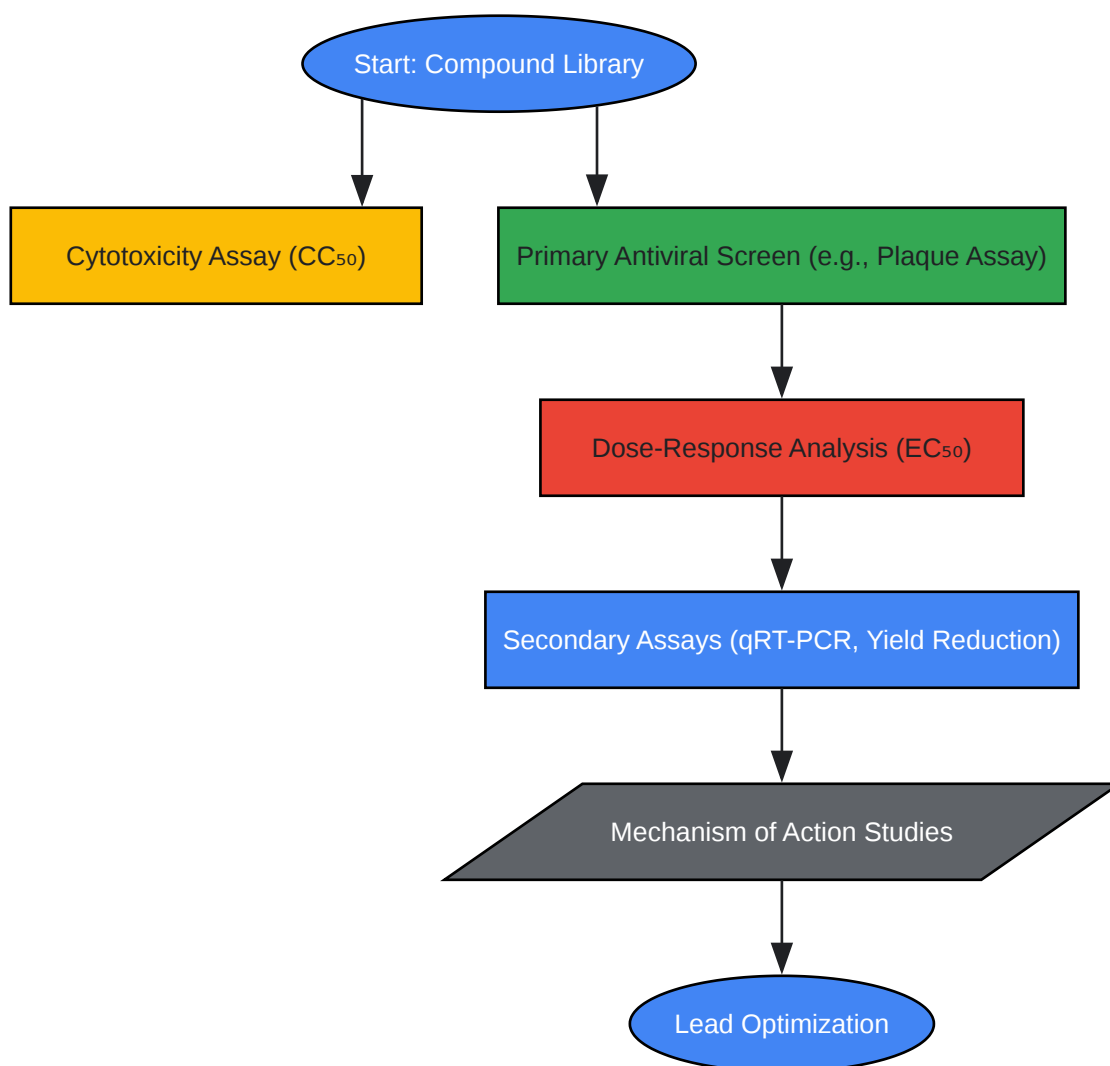 Start: Compound Library
Cytotoxicity Assay (CC₅₀)
Primary Antiviral Screen (e.g., Plaque Assay)
Dose-Response Analysis (EC₅₀)
Secondary Assays (qRT-PCR, Yield Reduction)
Mechanism of Action Studies
Lead Optimization